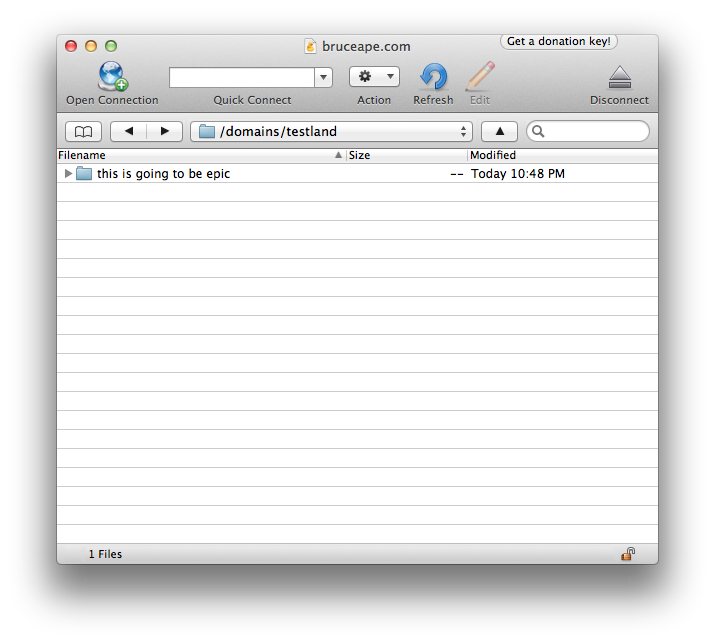 bruceape.com
Get a donation key!
Open Connection
Quick Connect
Action
Refresh
Edit
Disconnect
/domains/testland
Filename
Size
Modified
this is going to be epic
-- Today 10:48 PM
1 Files